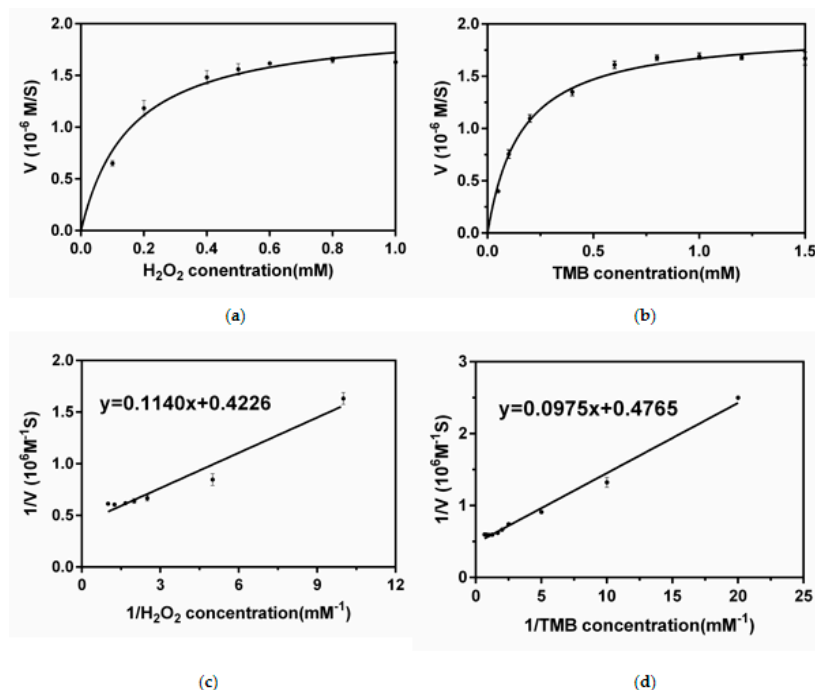 2.0
1.5
1.0
0.5
0.0
V (10⁻⁶ M/S)
0.0 0.2 0.4 0.6 0.8 1.0
H₂O₂ conentration(mM)
(a)
2.0
1.5
1.0
0.5
0.0
V (10⁻⁶ M/S)
0.0 0.5 1.0 1.5
TMB conentration(mM)
(b)
2.0
1.5
1.0
0.5
0.0
1/V (10⁶M⁻¹S)
y=0.1140x+0.4226
0 3 6 9 12
1/H₂O₂ concentration(mM⁻¹)
(c)
3
2
1
0
1/V (10⁶M⁻¹S)
y=0.0975x+0.4765
0 5 10 15 20 25
1/TMB concentration(mM⁻¹)
(d)